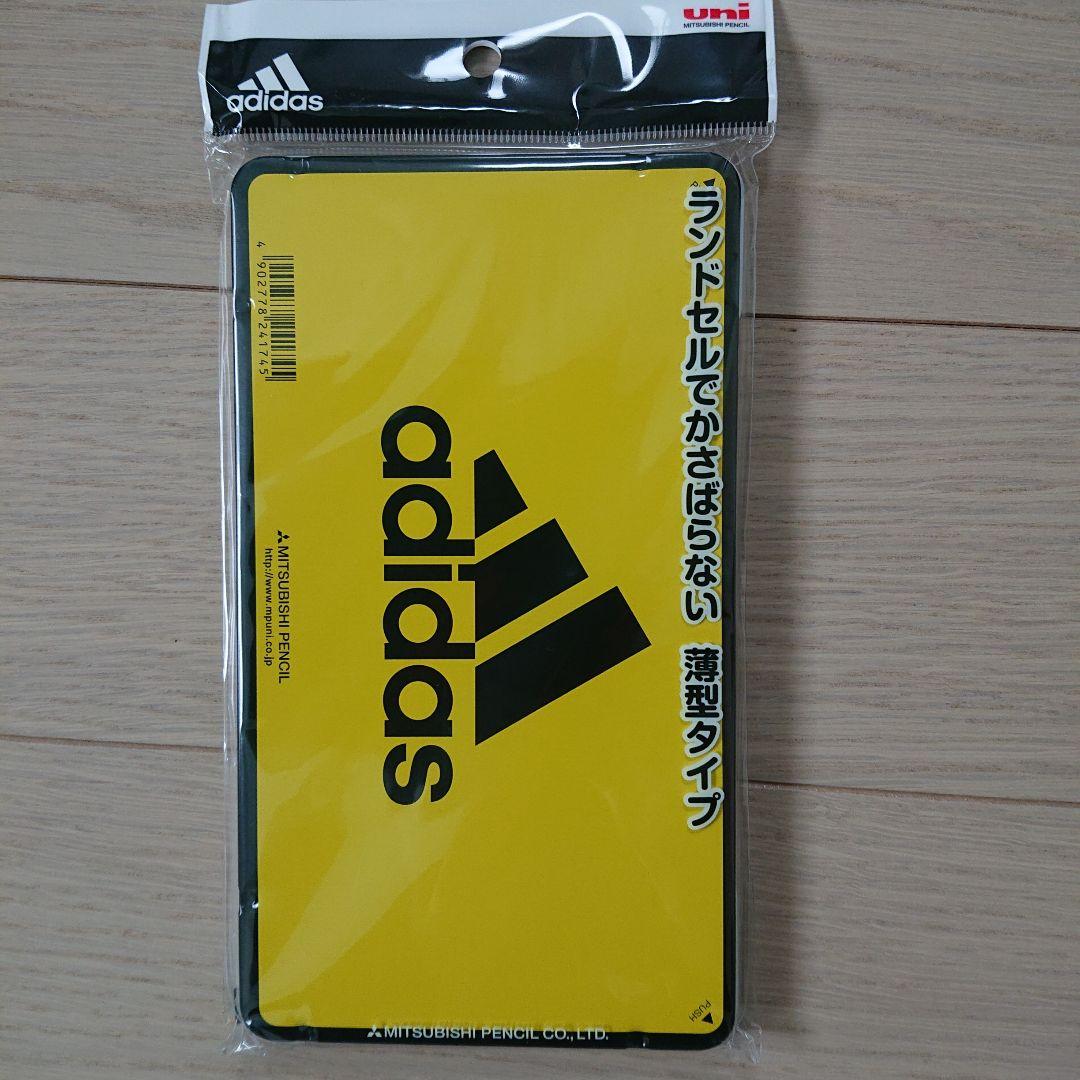 uni
MITSUBISHI PENCIL
adidas
ランドセルでかさばらない 薄型タイプ
4 902778 241745
adidas
MITSUBISHI PENCIL
http://www.mpuni.co.jp
PUSH
MITSUBISHI PENCIL CO., LTD.